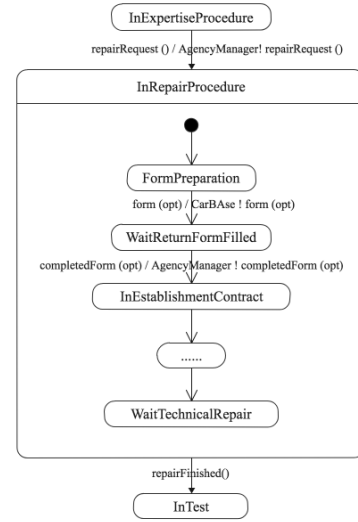 InExpertiseProcedure
repairRequest () / AgencyManager! repairRequest ()
InRepairProcedure
FormPreparation
form (opt) / CarBAse ! form (opt)
WaitReturnFormFilled
completedForm (opt) / AgencyManager ! completedForm (opt)
InEstablishmentContract
......
WaitTechnicalRepair
repairFinished()
InTest